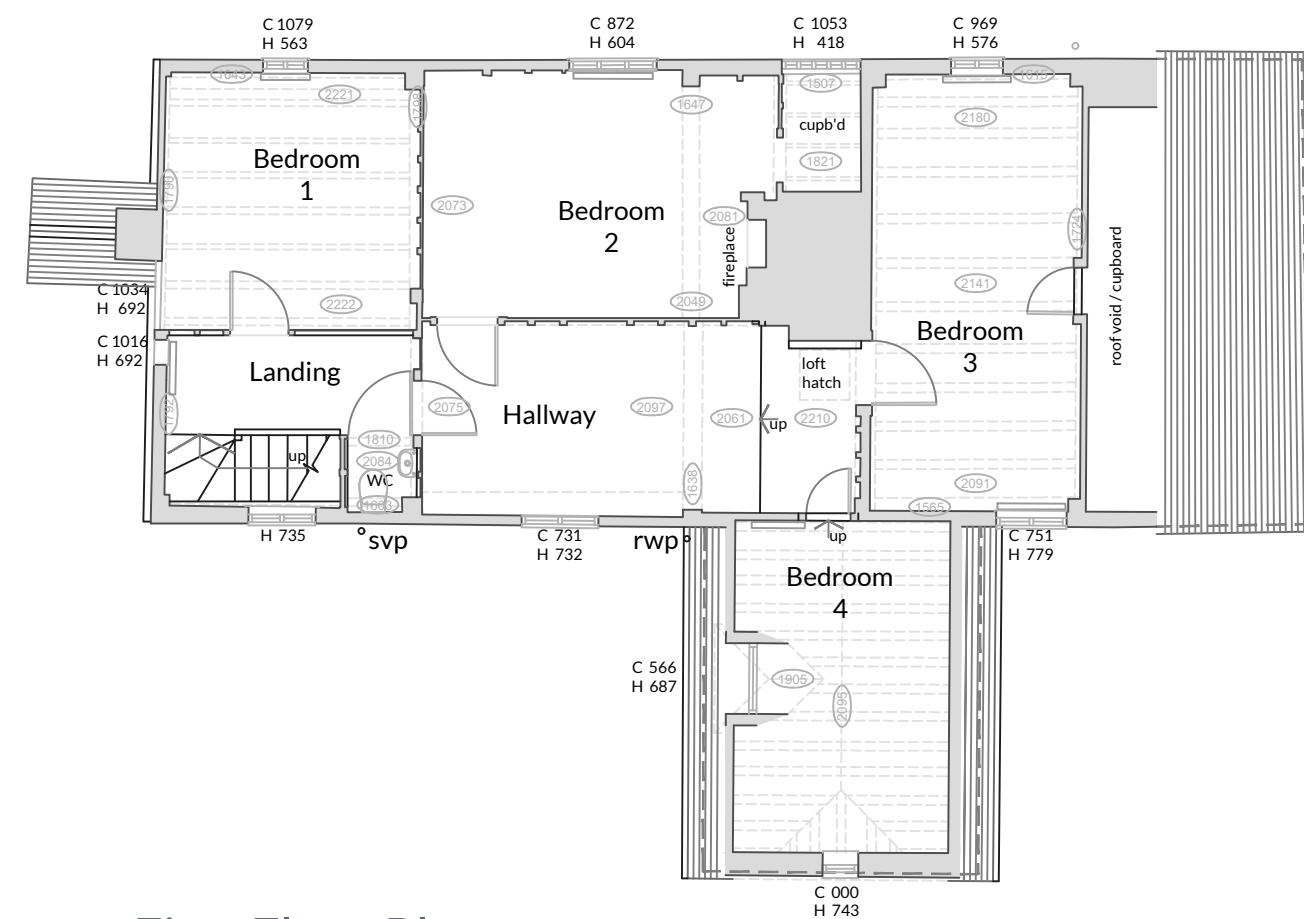 C 1079
H 563
C 872
H 604
C 1053
H 418
C 969
H 576
1643
2221
1798
1647
1507
cupb'd
1821
2180
1615
Bedroom
1
1790
2073
Bedroom
2
2081
fireplace
2049
1724
2141
roof void / cupboard
C 1034
H 692
2222
C 1016
H 692
Landing
Bedroom
3
loft
hatch
1792
2075
Hallway
2097
2061
up
2210
1810
2084
WC
up
1638
2091
1565
H 735
svp
C 731
H 732
rwp
up
C 751
H 779
Bedroom
4
C 566
H 687
1905
2095
C 000
H 743